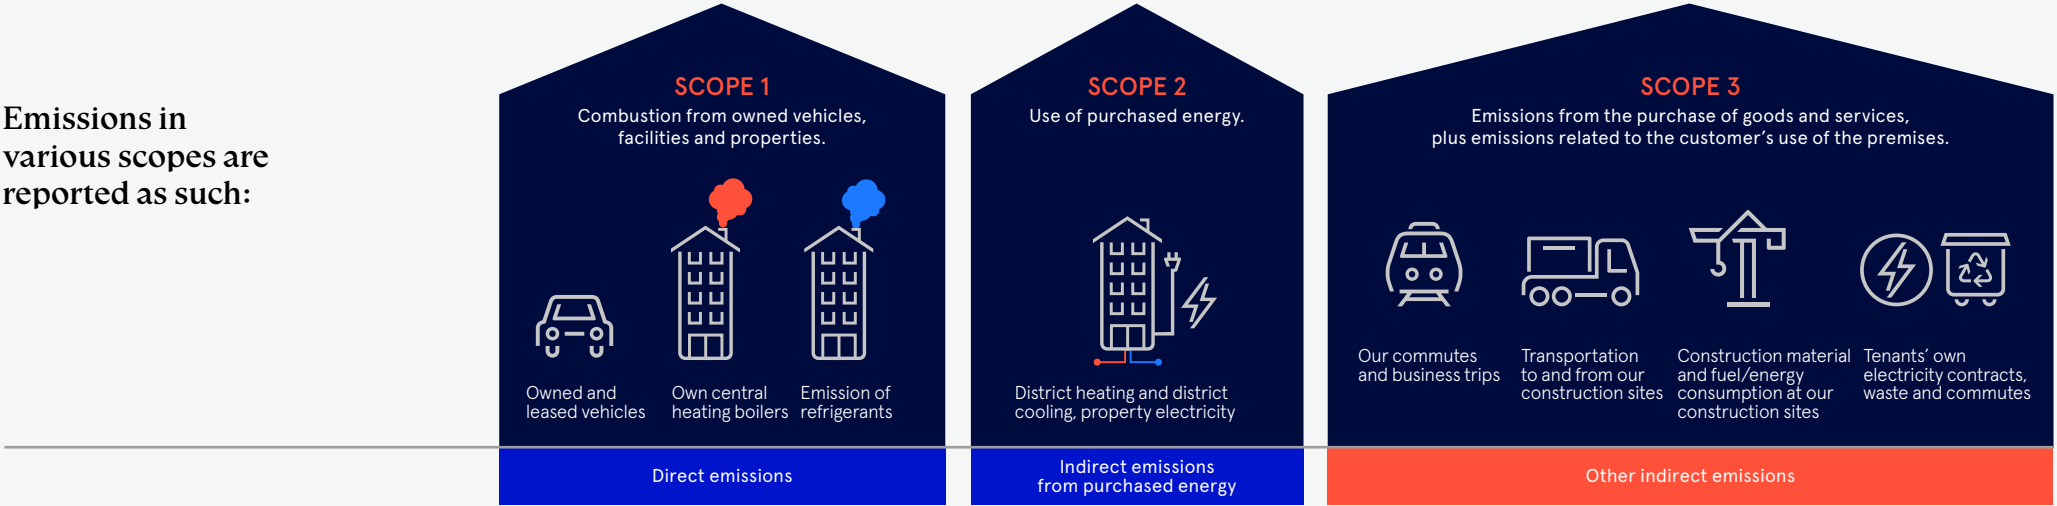 Emissions in
various scopes are
reported as such:
SCOPE 1
Combustion from owned vehicles,
facilities and properties.
Owned and
leased vehicles
Own central
heating boilers
Emission of
refrigerants
Direct emissions
SCOPE 2
Use of purchased energy.
District heating and district
cooling, property electricity
Indirect emissions
from purchased energy
SCOPE 3
Emissions from the purchase of goods and services,
plus emissions related to the customer’s use of the premises.
Our commutes
and business trips
Transportation
to and from our
construction sites
Construction material
and fuel/energy
consumption at our
construction sites
Tenants’ own
electricity contracts,
waste and commutes
Other indirect emissions